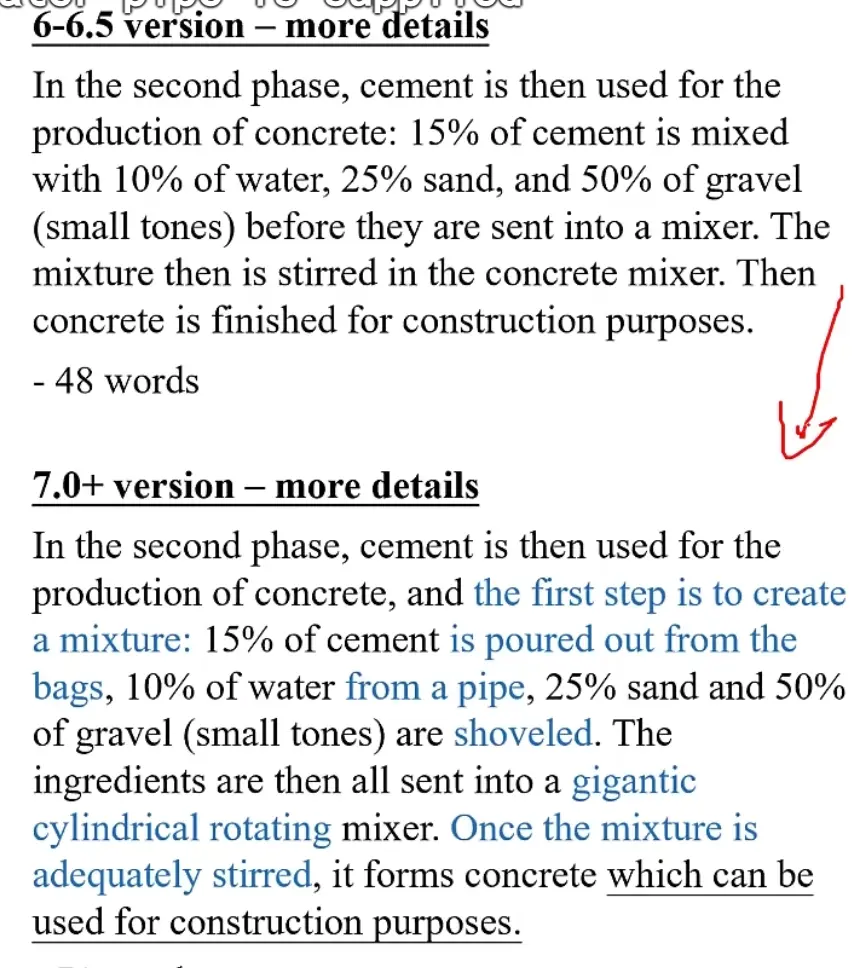 ater pipe is supplied
6-6.5 version – more details
In the second phase, cement is then used for the
production of concrete: 15% of cement is mixed
with 10% of water, 25% sand, and 50% of gravel
(small tones) before they are sent into a mixer. The
mixture then is stirred in the concrete mixer. Then
concrete is finished for construction purposes.
- 48 words
7.0+ version – more details
In the second phase, cement is then used for the
production of concrete, and the first step is to create
a mixture: 15% of cement is poured out from the
bags, 10% of water from a pipe, 25% sand and 50%
of gravel (small tones) are shoveled. The
ingredients are then all sent into a gigantic
cylindrical rotating mixer. Once the mixture is
adequately stirred, it forms concrete which can be
used for construction purposes.